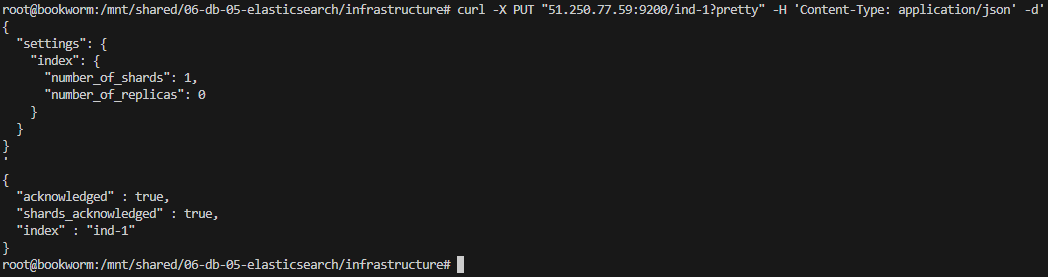 root@bookworm:/mnt/shared/06-db-05-elasticsearch/infrastructure# curl -X PUT "51.250.77.59:9200/ind-1?pretty" -H 'Content-Type: application/json' -d'
{
  "settings": {
    "index": {
      "number_of_shards": 1,
      "number_of_replicas": 0
    }
  }
}
'
{
  "acknowledged" : true,
  "shards_acknowledged" : true,
  "index" : "ind-1"
}
root@bookworm:/mnt/shared/06-db-05-elasticsearch/infrastructure#